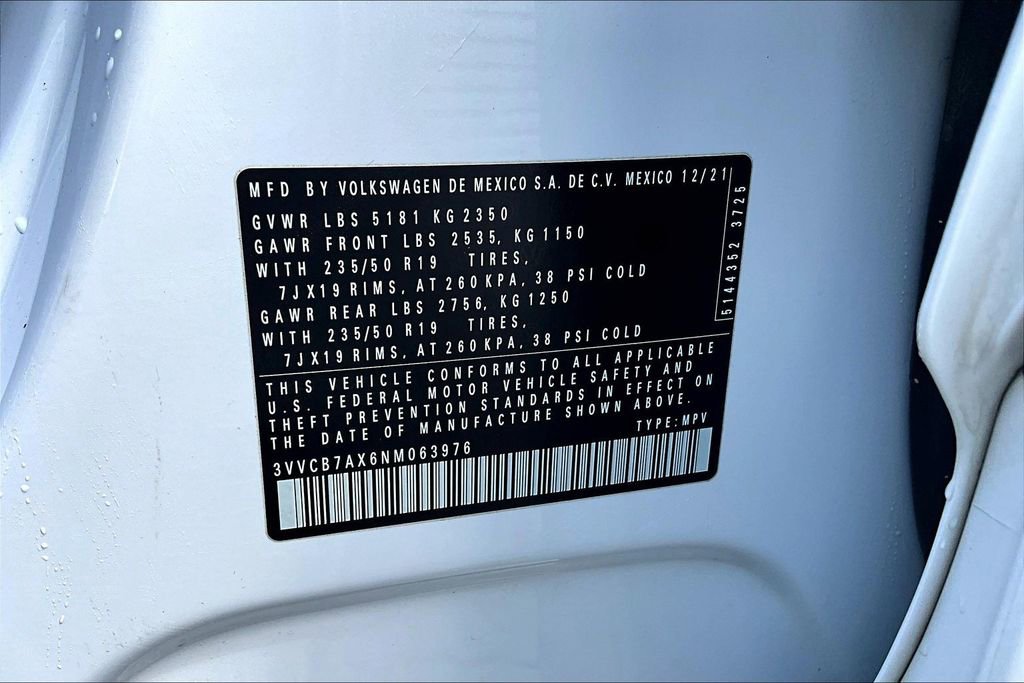 MFD BY VOLKSWAGEN DE MEXICO S.A. DE C.V. MEXICO 12/21
GVWR LBS 5181 KG 2350
GAWR FRONT LBS 2535, KG 1150
WITH 235/50 R19 TIRES,
7JX19 RIMS, AT 260 KPA, 38 PSI COLD
GAWR REAR LBS 2756, KG 1250
WITH 235/50 R19 TIRES,
7JX19 RIMS, AT 260 KPA, 38 PSI COLD
5144352 3725
THIS VEHICLE CONFORMS TO ALL APPLICABLE
U.S. FEDERAL MOTOR VEHICLE SAFETY AND
THEFT PREVENTION STANDARDS IN EFFECT ON
THE DATE OF MANUFACTURE SHOWN ABOVE.
TYPE: MPV
3VVCB7AX6NM063976